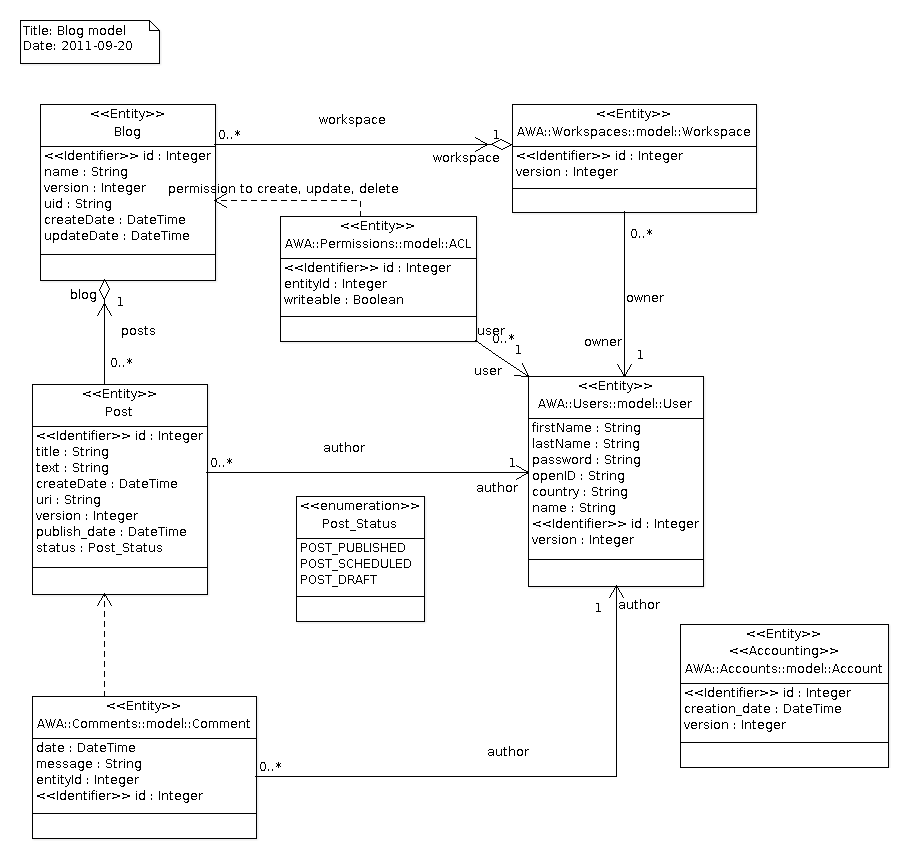 Title: Blog model
Date: 2011-09-20
<<Entity>>
Blog
<<Identifier>> id : Integer
name : String
version : Integer
uid : String
createDate : DateTime
updateDate : DateTime
0..*
workspace
1
workspace
<<Entity>>
AWA::Workspaces::model::Workspace
<<Identifier>> id : Integer
version : Integer
permission to create, update, delete
<<Entity>>
AWA::Permissions::model::ACL
<<Identifier>> id : Integer
entityId : Integer
writeable : Boolean
0..*
owner
owner
1
blog
1
posts
0..*
user
0..*
1
user
<<Entity>>
Post
<<Identifier>> id : Integer
title : String
text : String
createDate : DateTime
uri : String
version : Integer
publish_date : DateTime
status : Post_Status
0..*
author
1
author
<<Entity>>
AWA::Users::model::User
firstName : String
lastName : String
password : String
openID : String
country : String
name : String
<<Identifier>> id : Integer
version : Integer
<<enumeration>>
Post_Status
POST_PUBLISHED
POST_SCHEDULED
POST_DRAFT
1
author
<<Entity>>
<<Accounting>>
AWA::Accounts::model::Account
<<Identifier>> id : Integer
creation_date : DateTime
version : Integer
<<Entity>>
AWA::Comments::model::Comment
date : DateTime
message : String
entityId : Integer
<<Identifier>> id : Integer
0..*
author